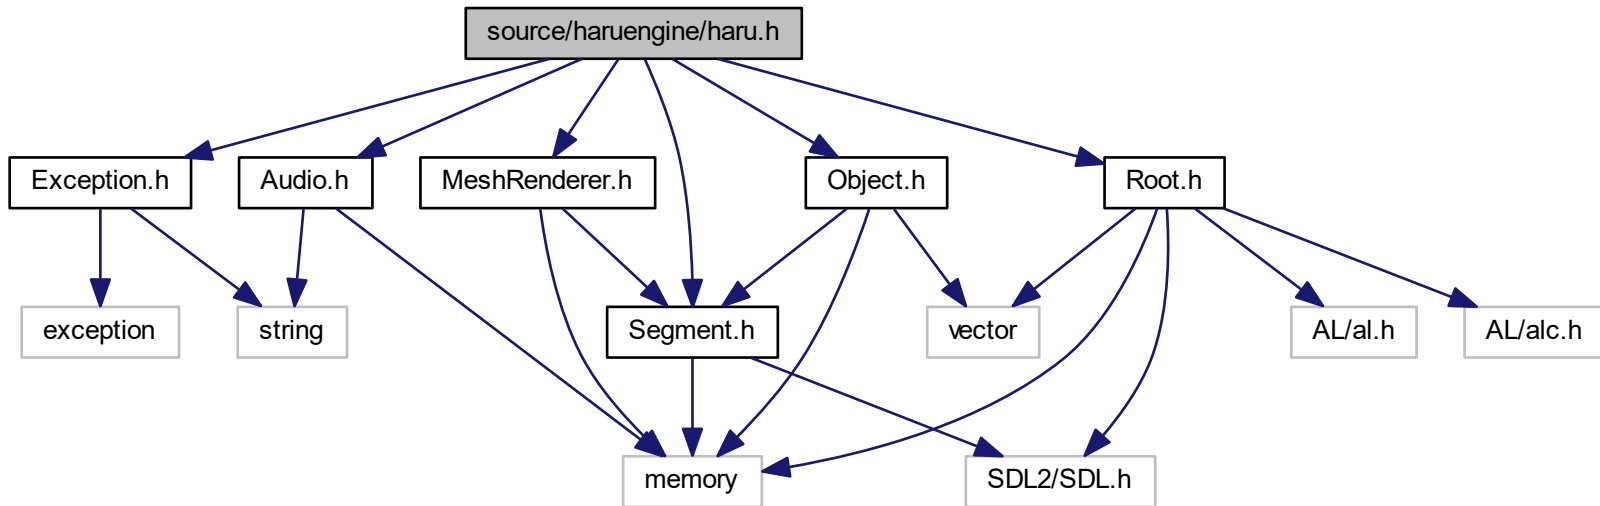 source/haruengine/haru.h
Exception.h
Audio.h
MeshRenderer.h
Object.h
Root.h
exception
string
Segment.h
vector
AL/al.h
AL/alc.h
memory
SDL2/SDL.h